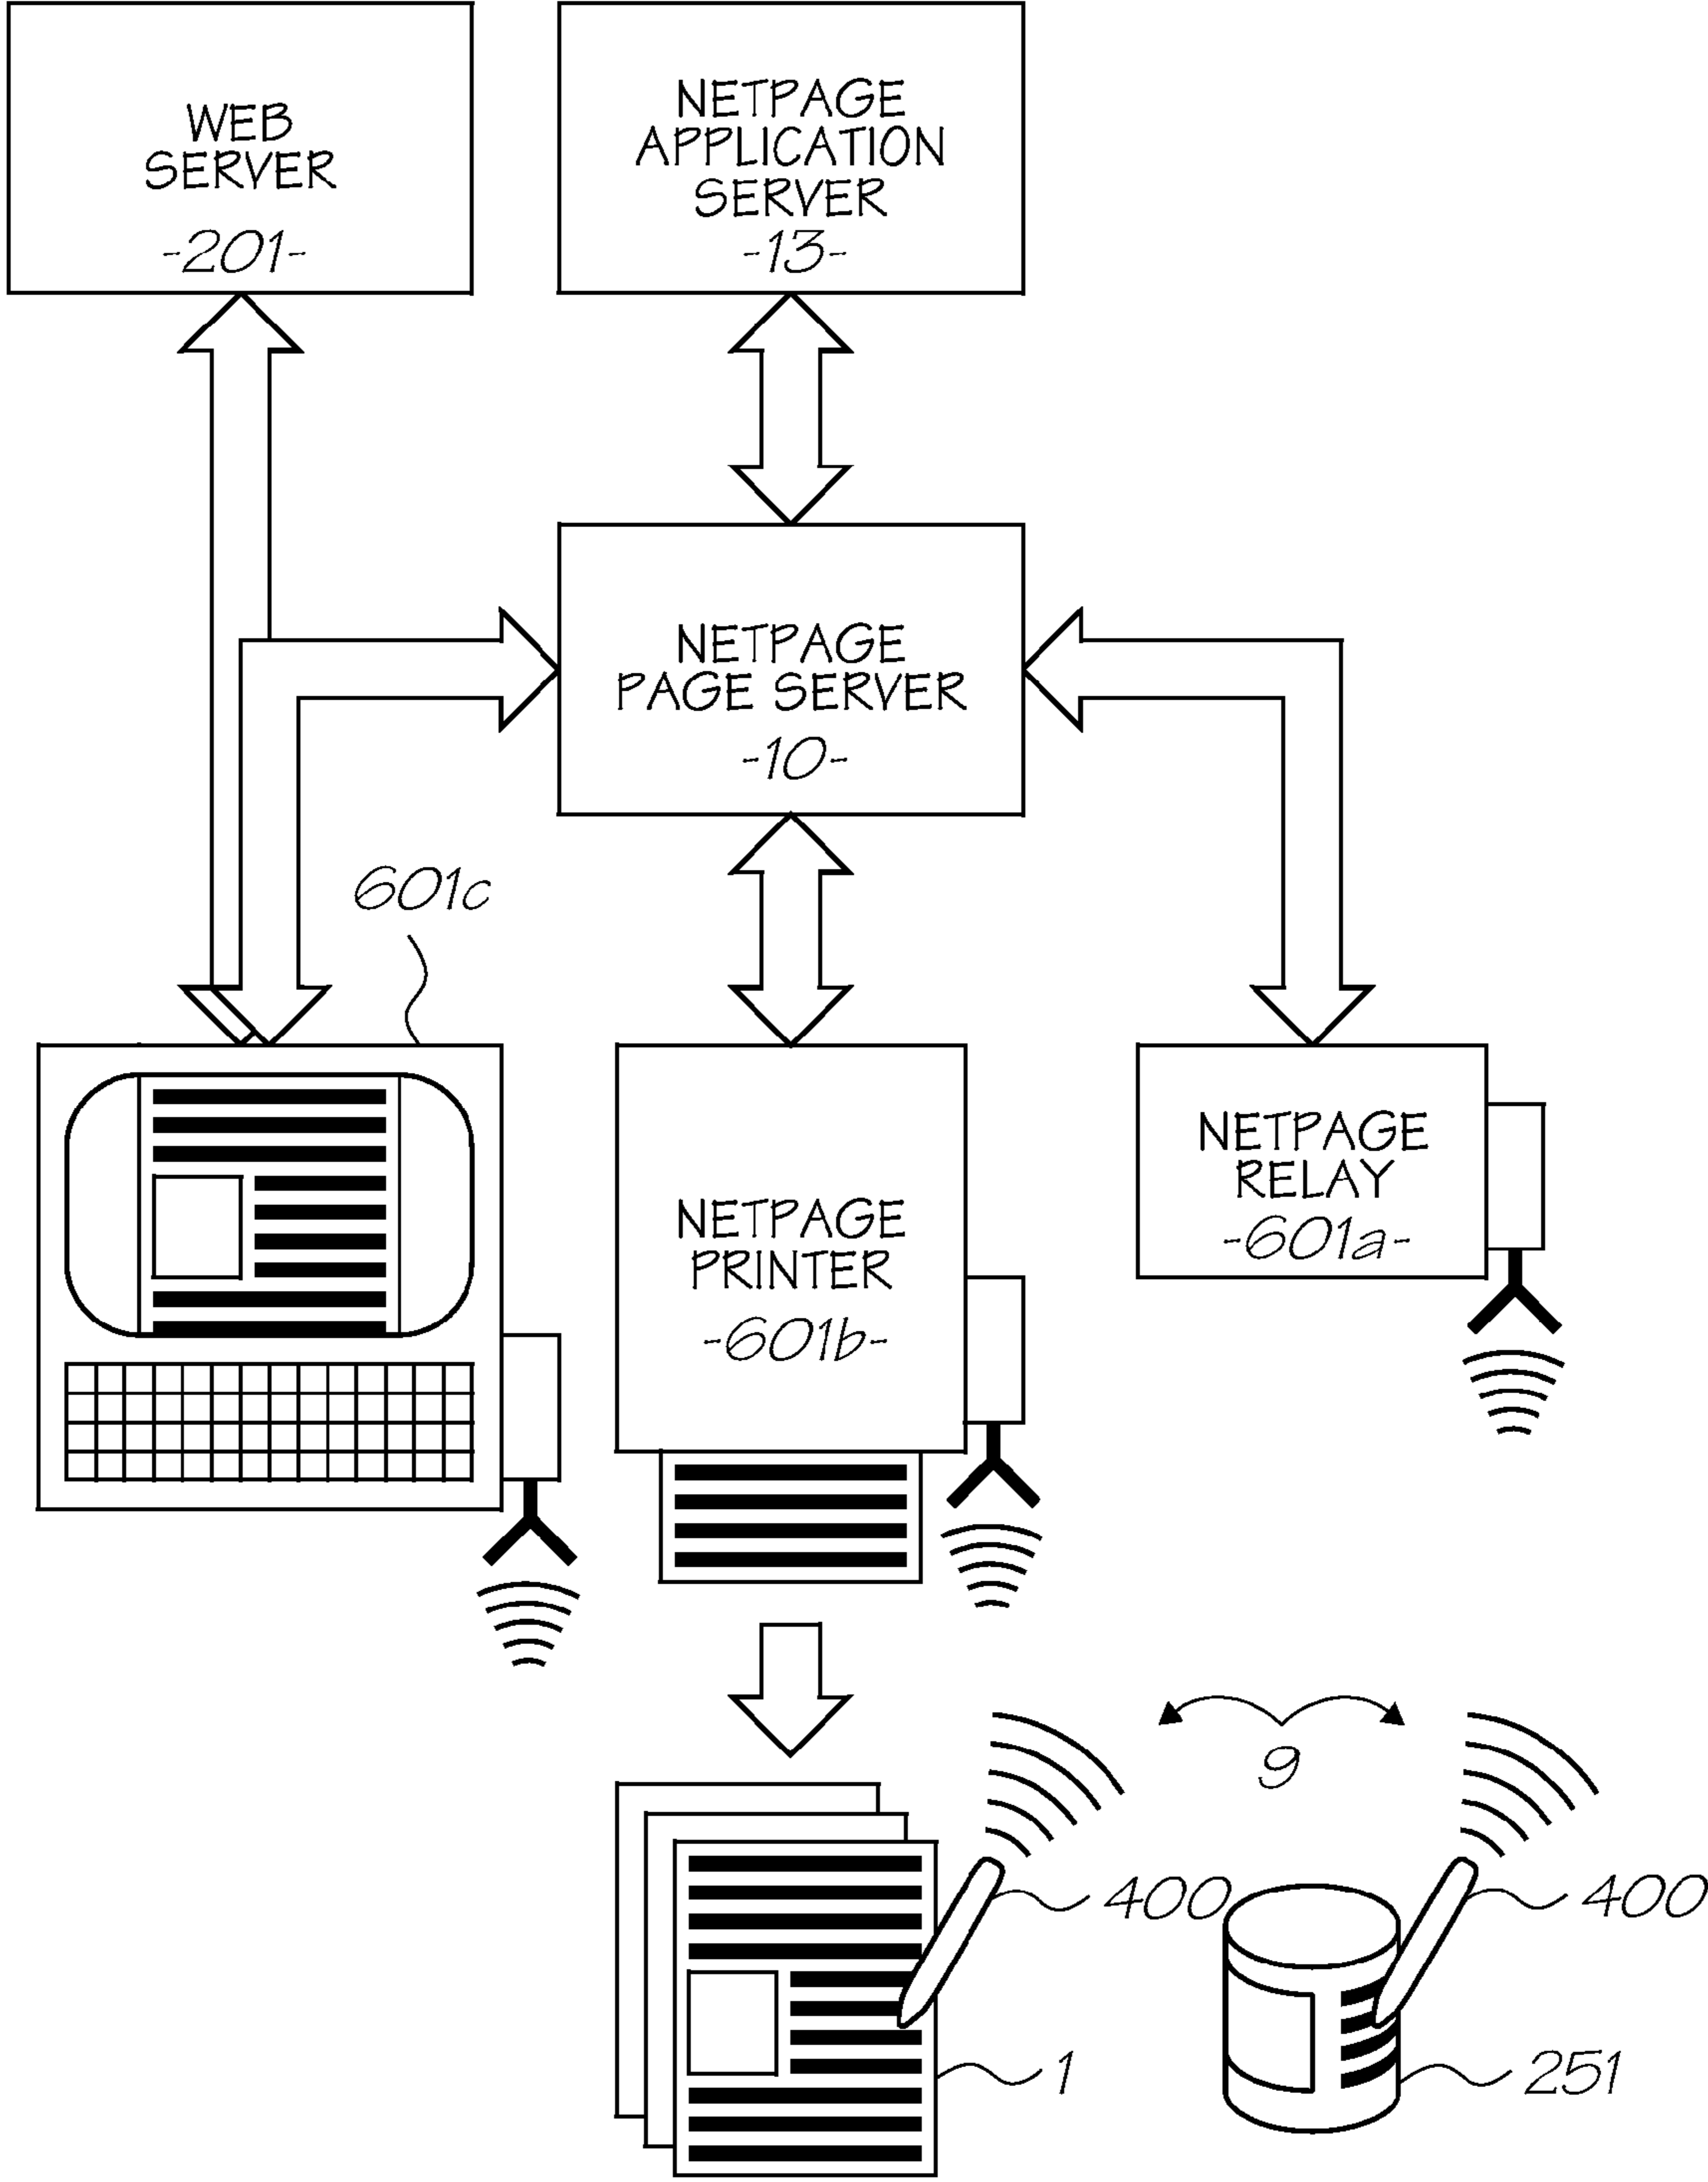 WEB
SERVER
-201-
NETPAGE
APPLICATION
SERVER
-13-
NETPAGE
PAGE SERVER
-10-
601c
NETPAGE
PRINTER
-601b-
NETPAGE
RELAY
-601a-
9
400
400
1
251